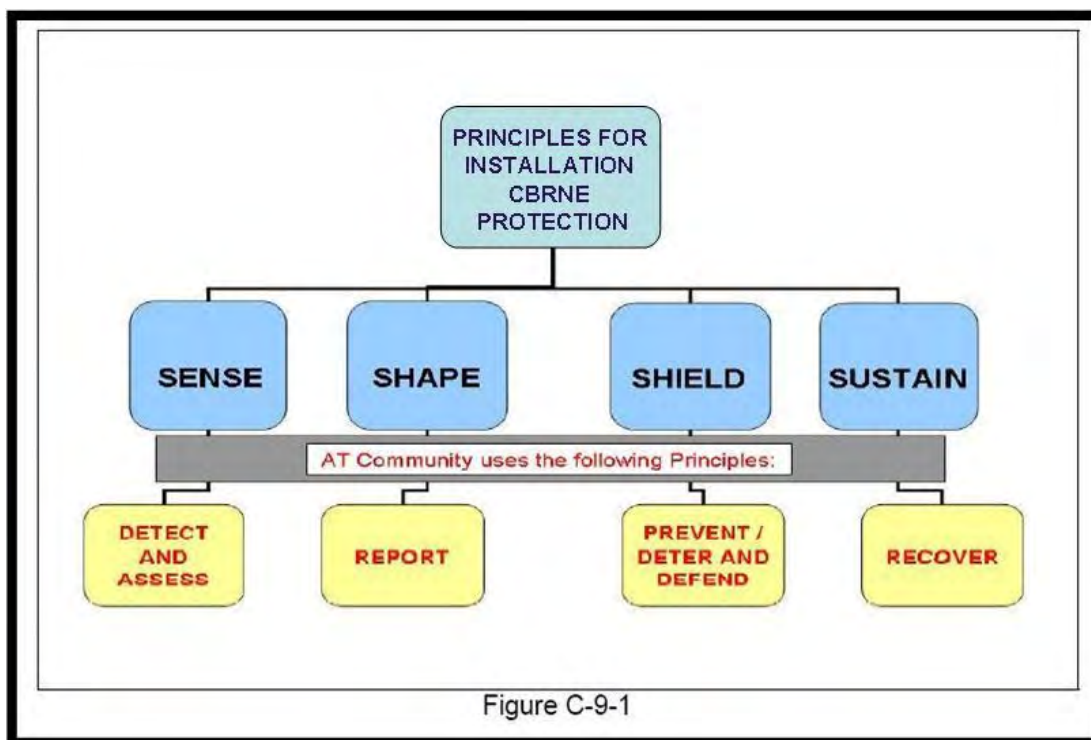 PRINCIPLES FOR
INSTALLATION
CBRNE
PROTECTION
SENSE
SHAPE
SHIELD
SUSTAIN
AT Community uses the following Principles:
DETECT
AND
ASSESS
REPORT
PREVENT /
DETER AND
DEFEND
RECOVER
Figure C-9-1